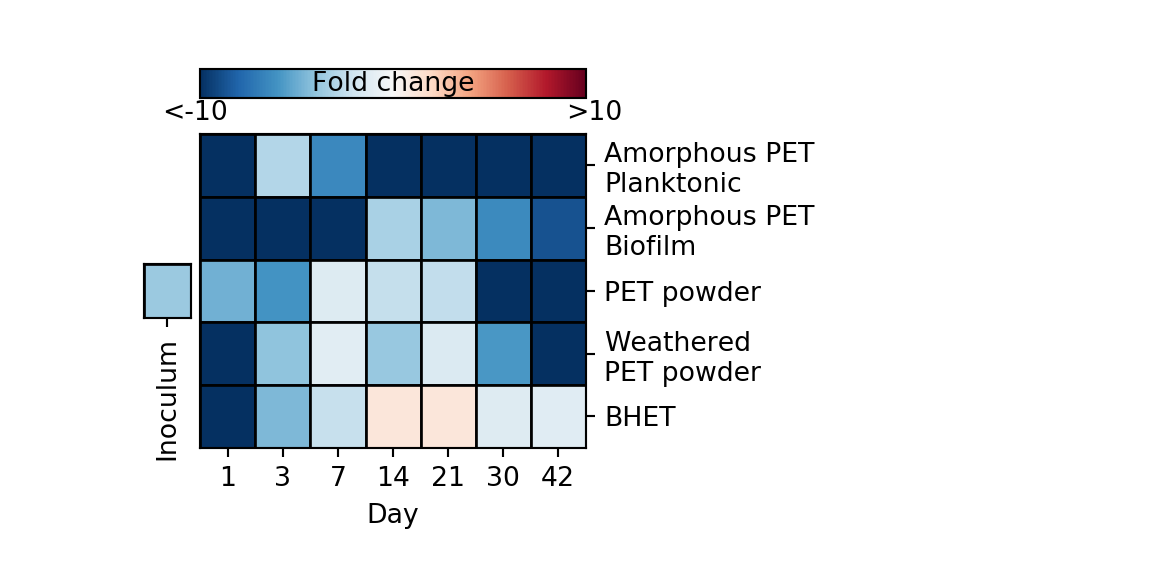 Fold change
<-10 >10
Amorphous PET
Planktonic
Amorphous PET
Biofilm
PET powder
Weathered
PET powder
BHET
Inoculum
1 3 7 14 21 30 42
Day